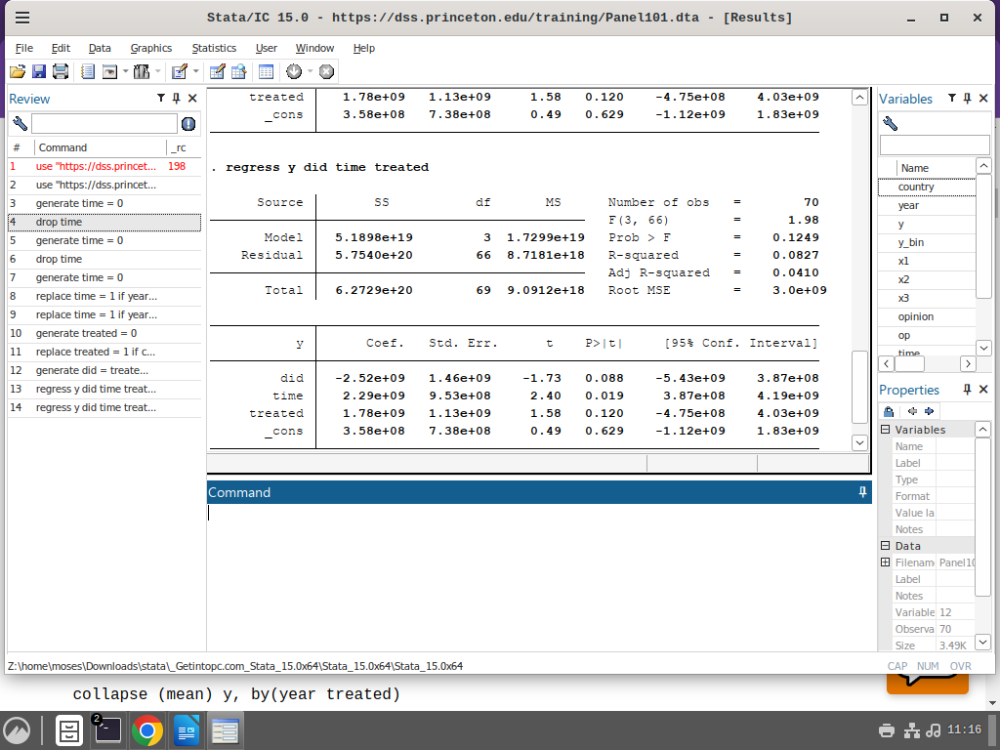 Stata/IC 15.0 - https://dss.princeton.edu/training/Panel101.dta - [Results]
File Edit Data Graphics Statistics User Window Help
Review
# Command _rc
1 use "https://dss.princet... 198
2 use "https://dss.princet...
3 generate time = 0
4 drop time
5 generate time = 0
6 drop time
7 generate time = 0
8 replace time = 1 if year...
9 replace time = 1 if year...
10 generate treated = 0
11 replace treated = 1 if c...
12 generate did = treate...
13 regress y did time treat...
14 regress y did time treat...
treated 1.78e+09 1.13e+09 1.58 0.120 -4.75e+08 4.03e+09
_cons 3.58e+08 7.38e+08 0.49 0.629 -1.12e+09 1.83e+09
. regress y did time treated
Source SS df MS Number of obs = 70
F(3, 66) = 1.98
Model 5.1898e+19 3 1.7299e+19 Prob > F = 0.1249
Residual 5.7540e+20 66 8.7181e+18 R-squared = 0.0827
Adj R-squared = 0.0410
Total 6.2729e+20 69 9.0912e+18 Root MSE = 3.0e+09
y Coef. Std. Err. t P>|t| [95% Conf. Interval]
did -2.52e+09 1.46e+09 -1.73 0.088 -5.43e+09 3.87e+08
time 2.29e+09 9.53e+08 2.40 0.019 3.87e+08 4.19e+09
treated 1.78e+09 1.13e+09 1.58 0.120 -4.75e+08 4.03e+09
_cons 3.58e+08 7.38e+08 0.49 0.629 -1.12e+09 1.83e+09
Command
Variables
Name
country
year
y
y_bin
x1
x2
x3
opinion
op
time
Properties
Variables
Name
Label
Type
Format
Value la
Notes
Data
Filenam Panel10
Label
Notes
Variable 12
Observa 70
Size 3.49K
Z:\home\moses\Downloads\stata\_Getintopc.com_Stata_15.0x64\Stata_15.0x64\Stata_15.0x64
CAP NUM OVR
collapse (mean) y, by(year treated)
2
11:16